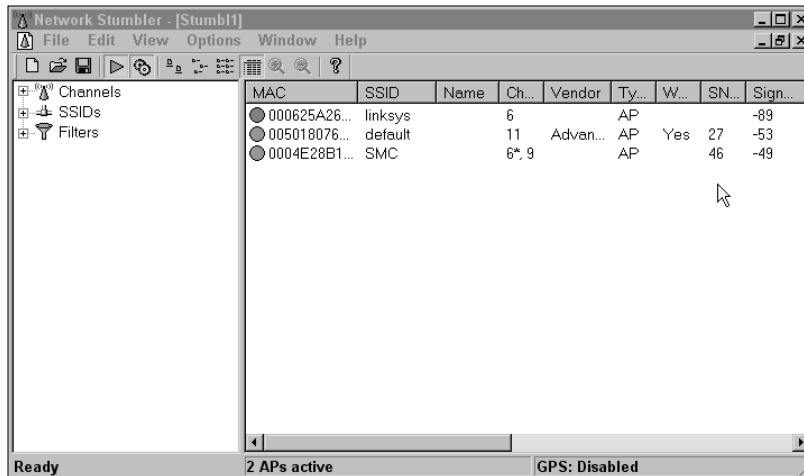 Network Stumbler - [Stumbl1]
File Edit View Options Window Help
Channels
SSIDs
Filters
MAC SSID Name Ch... Vendor Ty... W... SN... Sign...
000625A26... linksys 6 AP -89
005018076... default 11 Advan... AP Yes 27 -53
0004E28B1... SMC 6*, 9 AP 46 -49
Ready 2 APs active GPS: Disabled